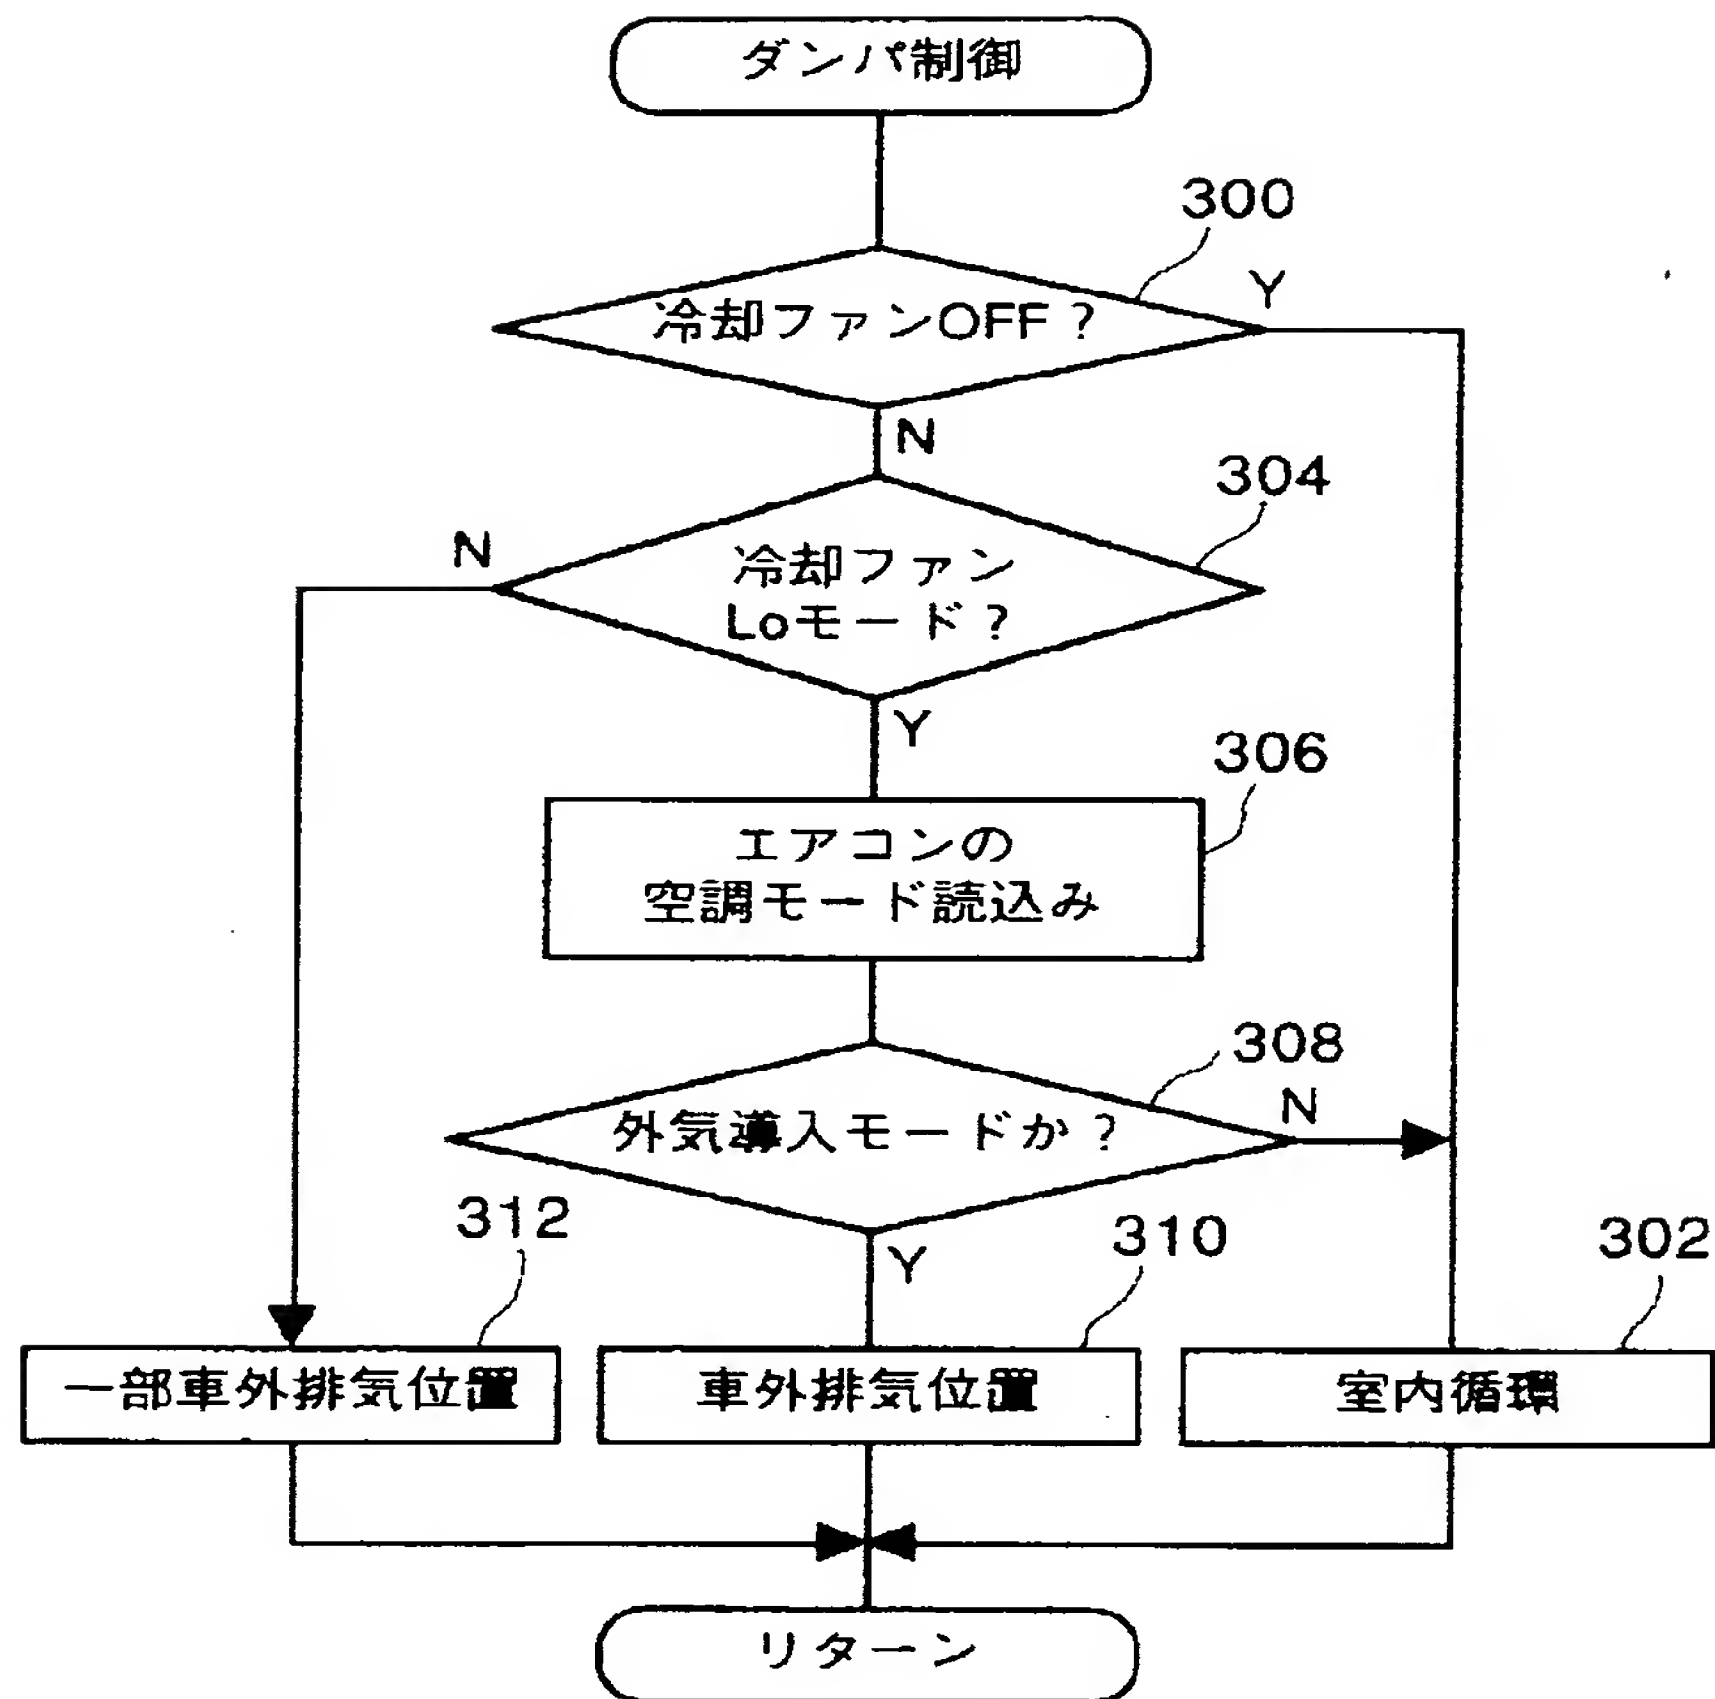 ダンパ制御
300
冷却ファンOFF？
Y
N
304
N
冷却ファン
Loモード？
Y
306
エアコンの
空調モード読込み
308
外気導入モードか？
N
Y
312
310
302
一部車外排気位置
車外排気位置
室内循環
リターン